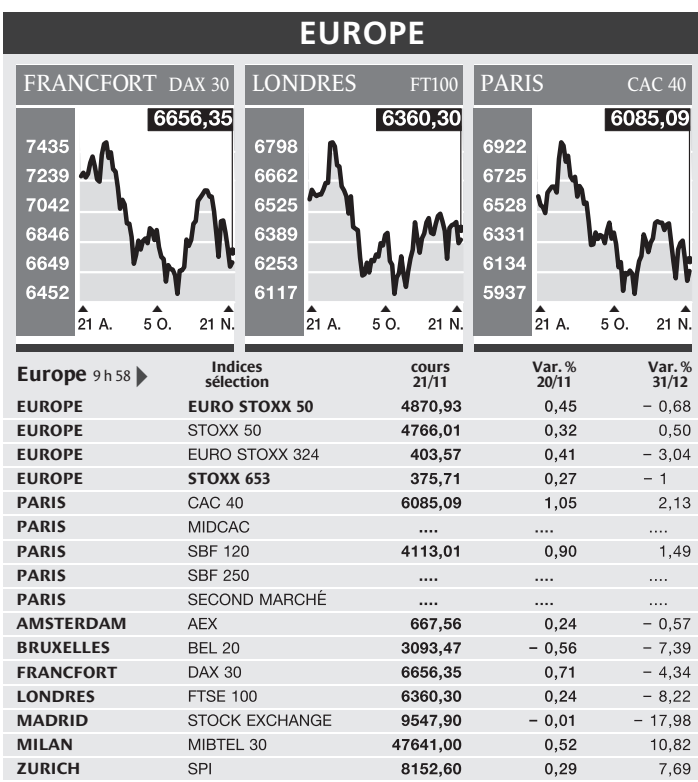 EUROPE
FRANCFORT DAX 30
6656,35
7435
7239
7042
6846
6649
6452
21 A. 5 O. 21 N.
LONDRES FT100
6360,30
6798
6662
6525
6389
6253
6117
21 A. 5 O. 21 N.
PARIS CAC 40
6085,09
6922
6725
6528
6331
6134
5937
21 A. 5 O. 21 N.
Europe 9 h 58 Indices sélection cours 21/11 Var. % 20/11 Var. % 31/12
EUROPE EURO STOXX 50 4870,93 0,45 – 0,68
EUROPE STOXX 50 4766,01 0,32 0,50
EUROPE EURO STOXX 324 403,57 0,41 – 3,04
EUROPE STOXX 653 375,71 0,27 – 1
PARIS CAC 40 6085,09 1,05 2,13
PARIS MIDCAC .... .... ....
PARIS SBF 120 4113,01 0,90 1,49
PARIS SBF 250 .... .... ....
PARIS SECOND MARCHÉ .... .... ....
AMSTERDAM AEX 667,56 0,24 – 0,57
BRUXELLES BEL 20 3093,47 – 0,56 – 7,39
FRANCFORT DAX 30 6656,35 0,71 – 4,34
LONDRES FTSE 100 6360,30 0,24 – 8,22
MADRID STOCK EXCHANGE 9547,90 – 0,01 – 17,98
MILAN MIBTEL 30 47641,00 0,52 10,82
ZURICH SPI 8152,60 0,29 7,69